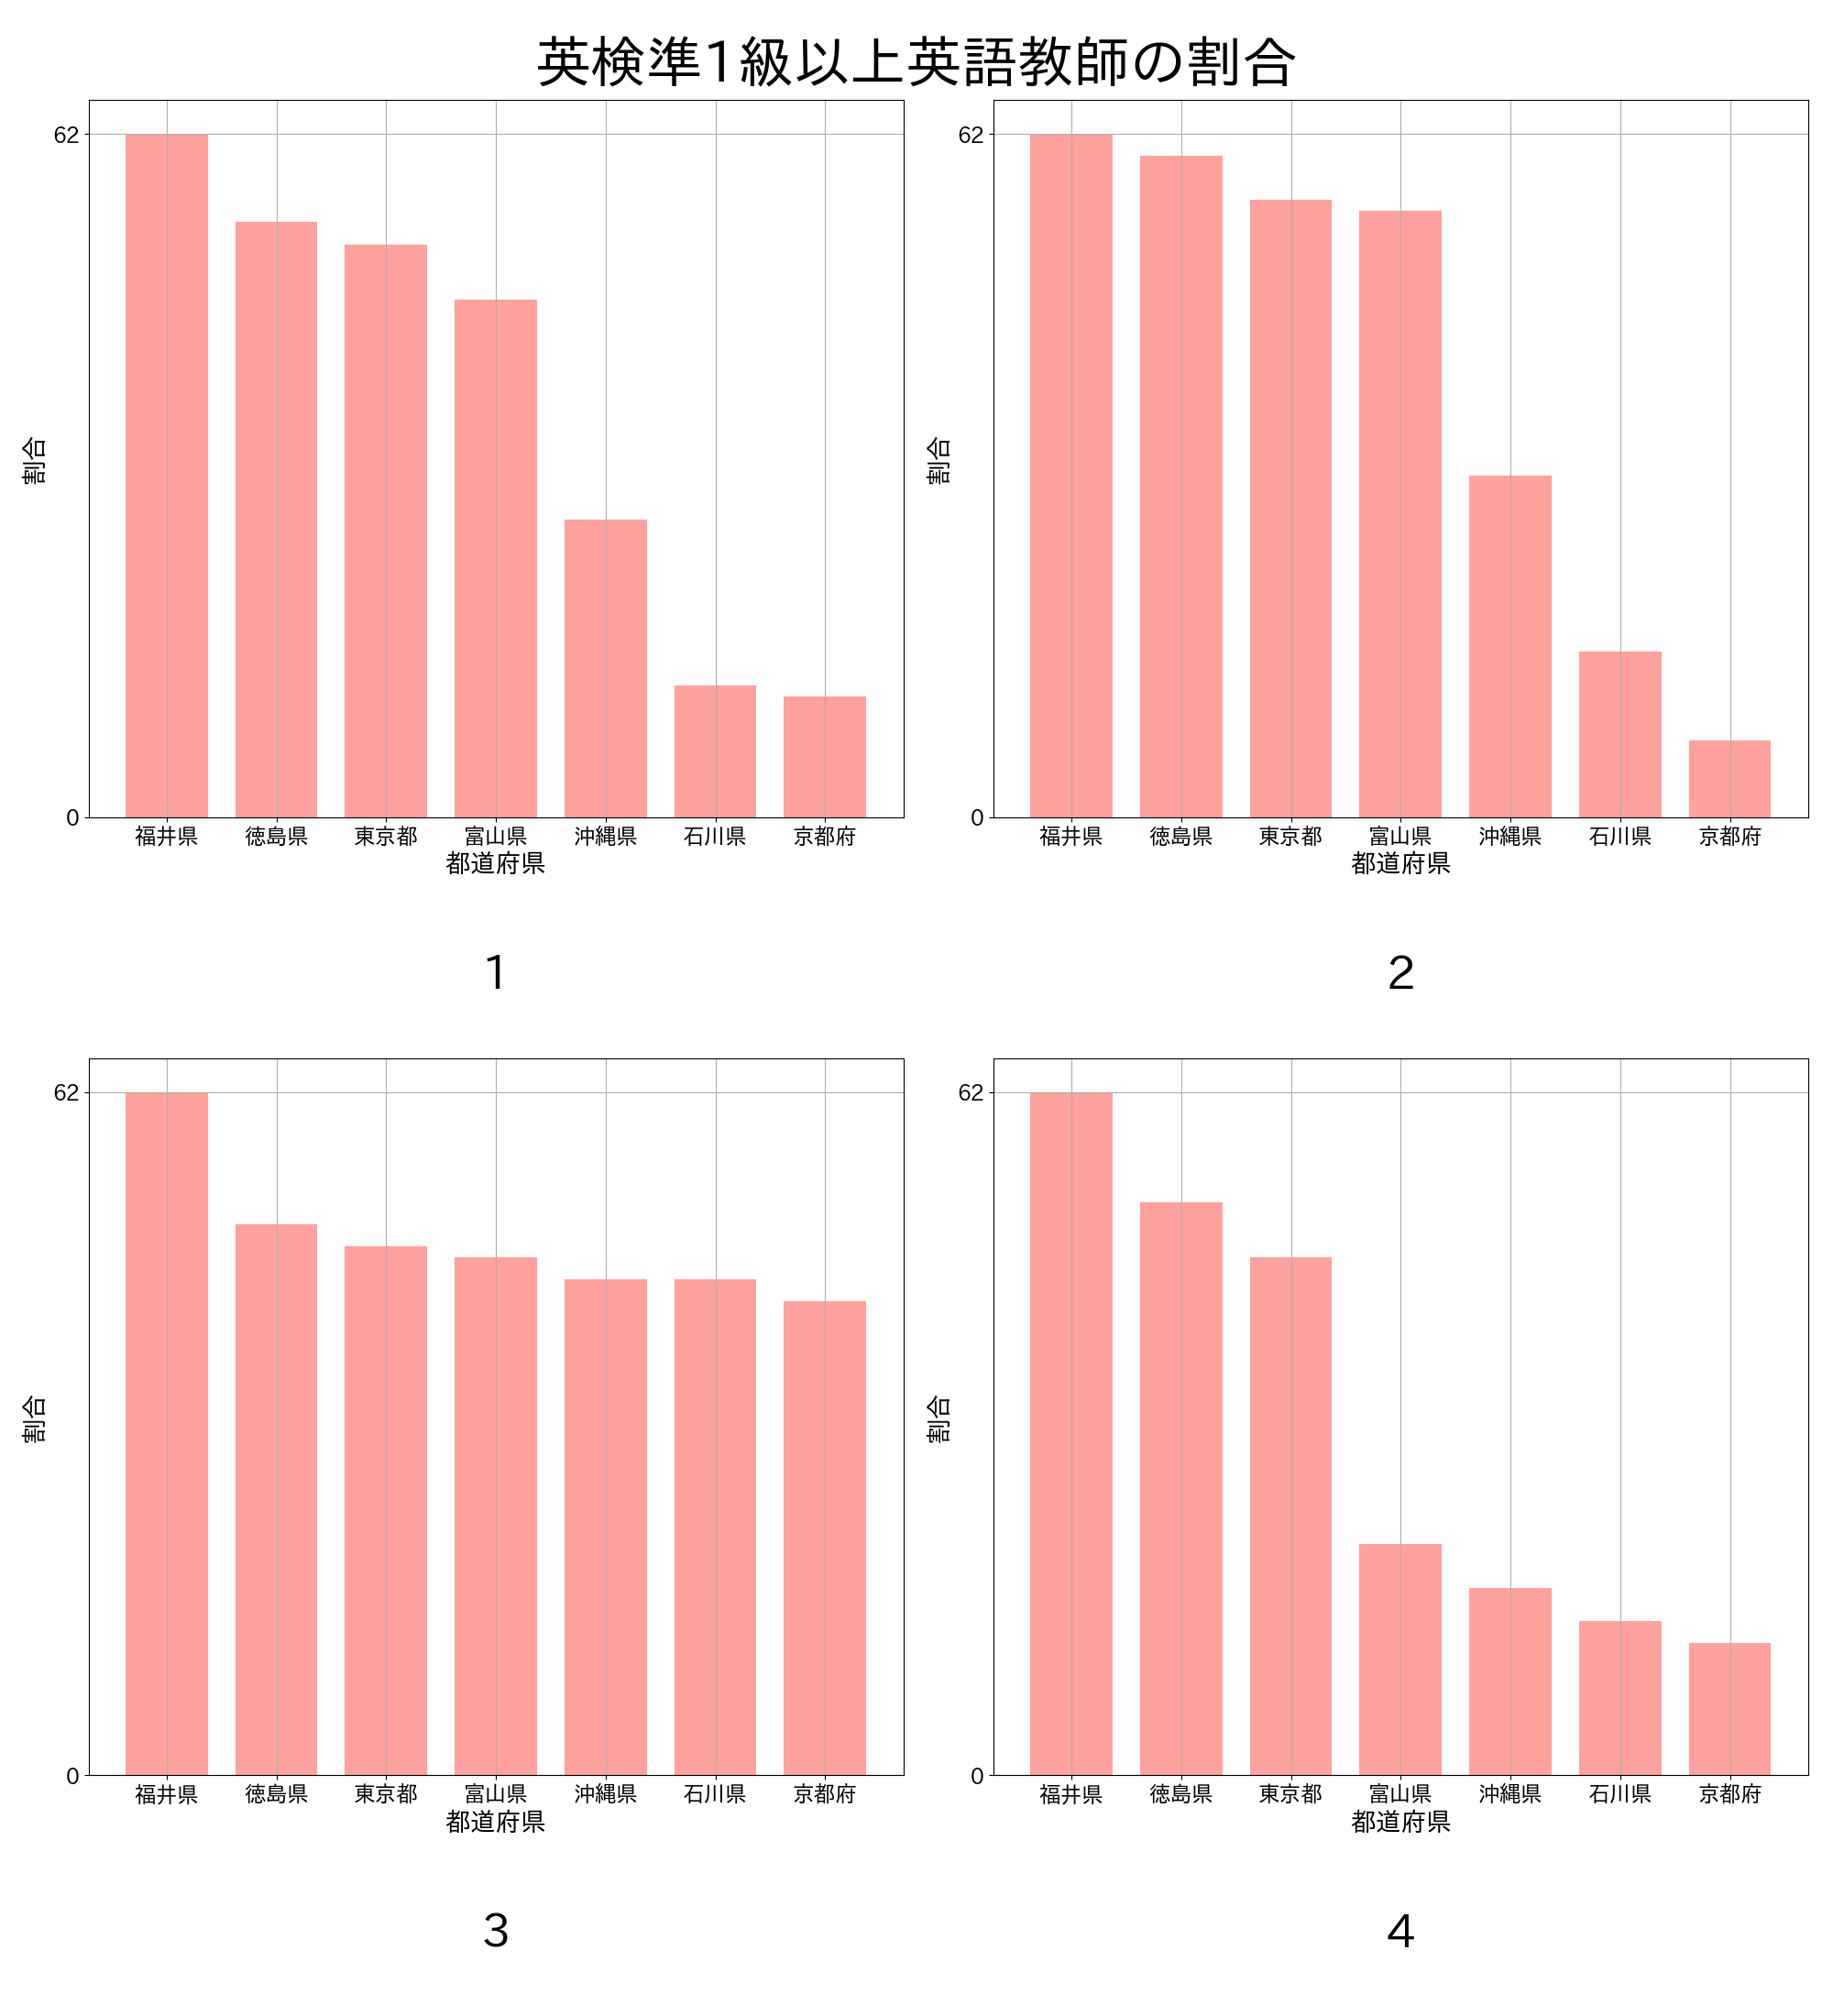 英検準1級以上英語教師の割合
62
0
割合
福井県 徳島県 東京都 富山県 沖縄県 石川県 京都府
都道府県
1
62
0
割合
福井県 徳島県 東京都 富山県 沖縄県 石川県 京都府
都道府県
2
62
0
割合
福井県 徳島県 東京都 富山県 沖縄県 石川県 京都府
都道府県
3
62
0
割合
福井県 徳島県 東京都 富山県 沖縄県 石川県 京都府
都道府県
4